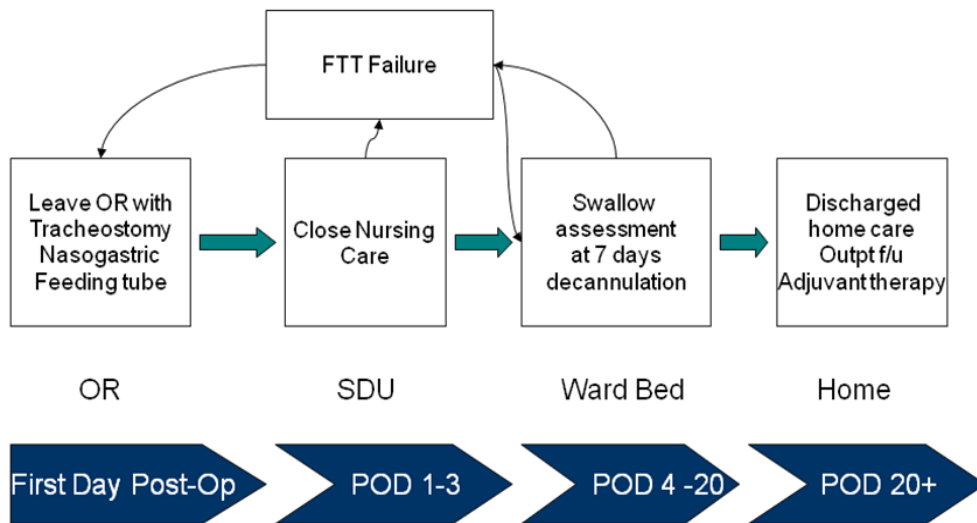 FTT Failure
Leave OR with
Tracheostomy
Nasogastric
Feeding tube
Close Nursing
Care
Swallow
assessment
at 7 days
decannulation
Discharged
home care
Outpt f/u
Adjuvant therapy
OR
SDU
Ward Bed
Home
First Day Post-Op
POD 1-3
POD 4 -20
POD 20+